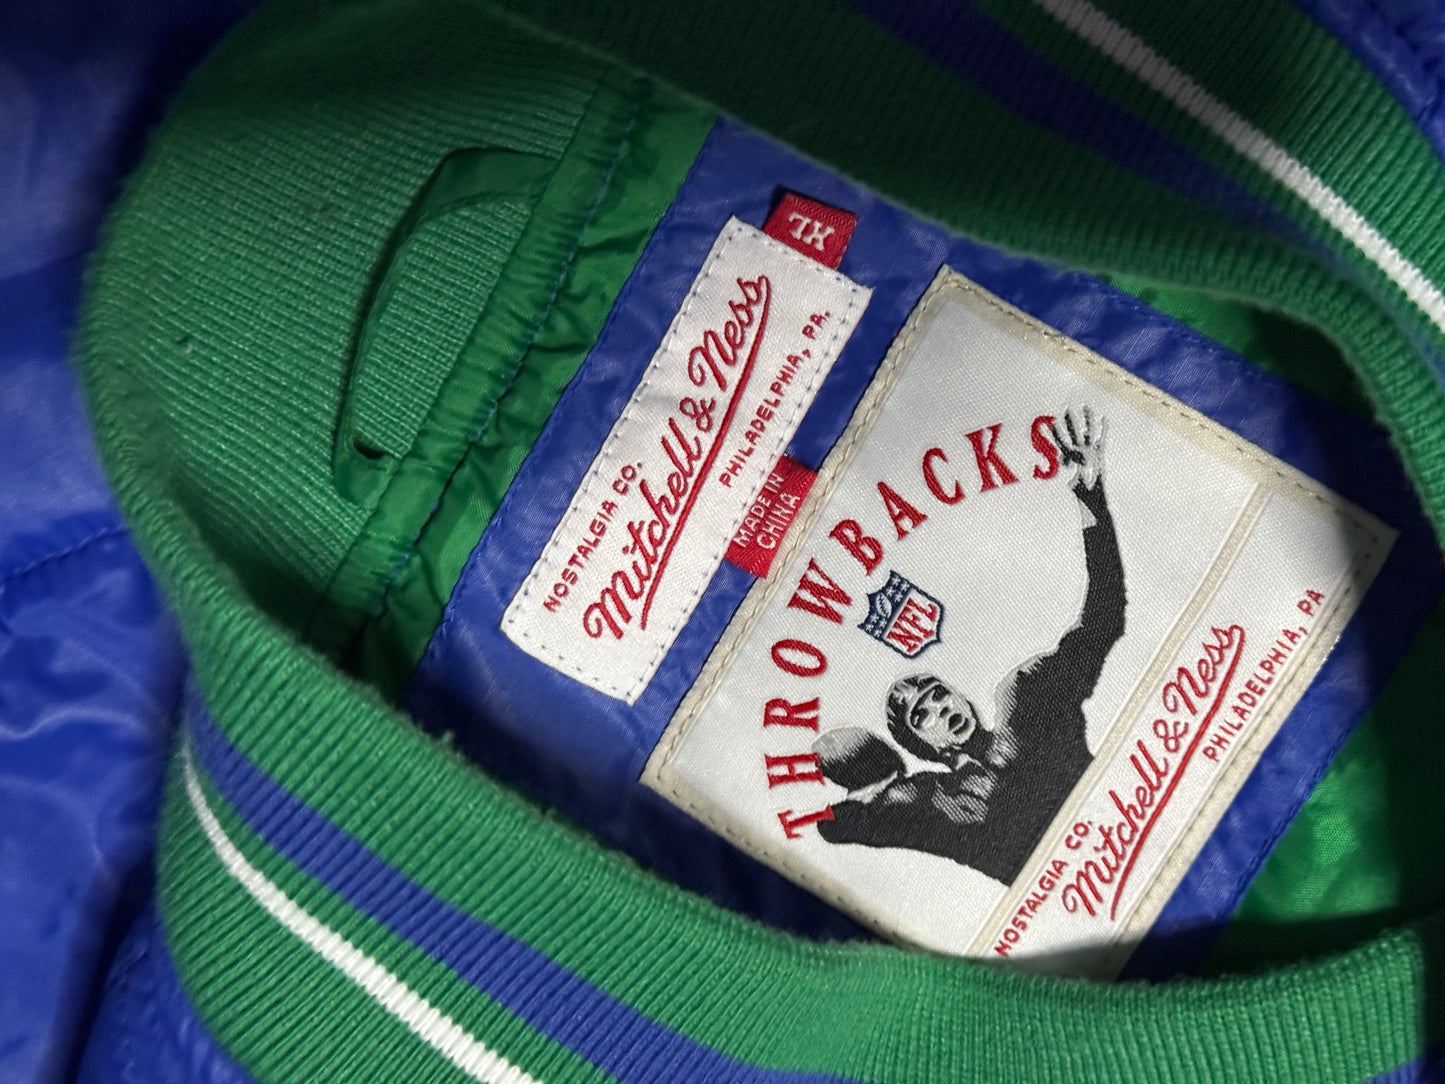 XL
NOSTALGIA CO.
Mitchell & Ness
PHILADELPHIA, PA.
MADE IN
CHINA
THROWBACKS
NFL
NOSTALGIA CO.
Mitchell & Ness
PHILADELPHIA, PA